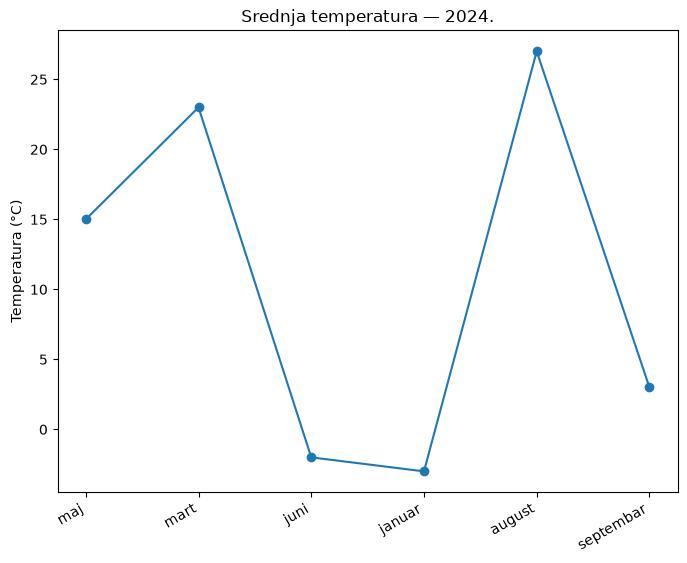 Srednja temperatura — 2024.
Temperatura (°C)
25
20
15
10
5
0
maj
mart
juni
januar
august
septembar